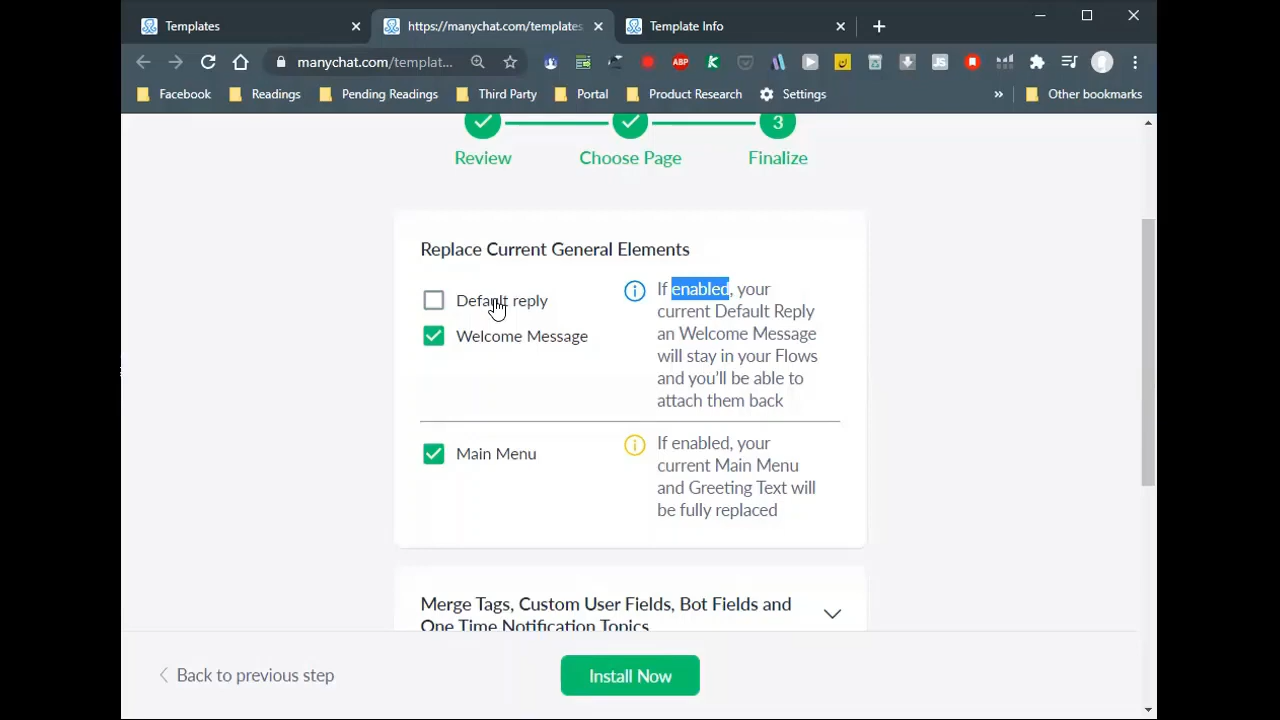 Templates
https://manychat.com/templates
Template Info
manychat.com/templat...
ABP
JS
Facebook
Readings
Pending Readings
Third Party
Portal
Product Research
Settings
»
Other bookmarks
3
Review
Choose Page
Finalize
Replace Current General Elements
Default reply
Welcome Message
If enabled, your
current Default Reply
an Welcome Message
will stay in your Flows
and you'll be able to
attach them back
Main Menu
If enabled, your
current Main Menu
and Greeting Text will
be fully replaced
Merge Tags, Custom User Fields, Bot Fields and
One Time Notification Topics
Back to previous step
Install Now